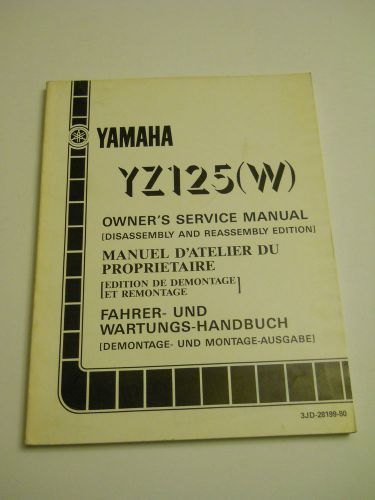 YAMAHA
YZ125(W)
OWNER'S SERVICE MANUAL
[DISASSEMBLY AND REASSEMBLY EDITION]
MANUEL D'ATELIER DU
PROPRIETAIRE
[EDITION DE DEMONTAGE
ET REMONTAGE]
FAHRER- UND
WARTUNGS-HANDBUCH
[DEMONTAGE- UND MONTAGE-AUSGABE]
3JD-28199-80